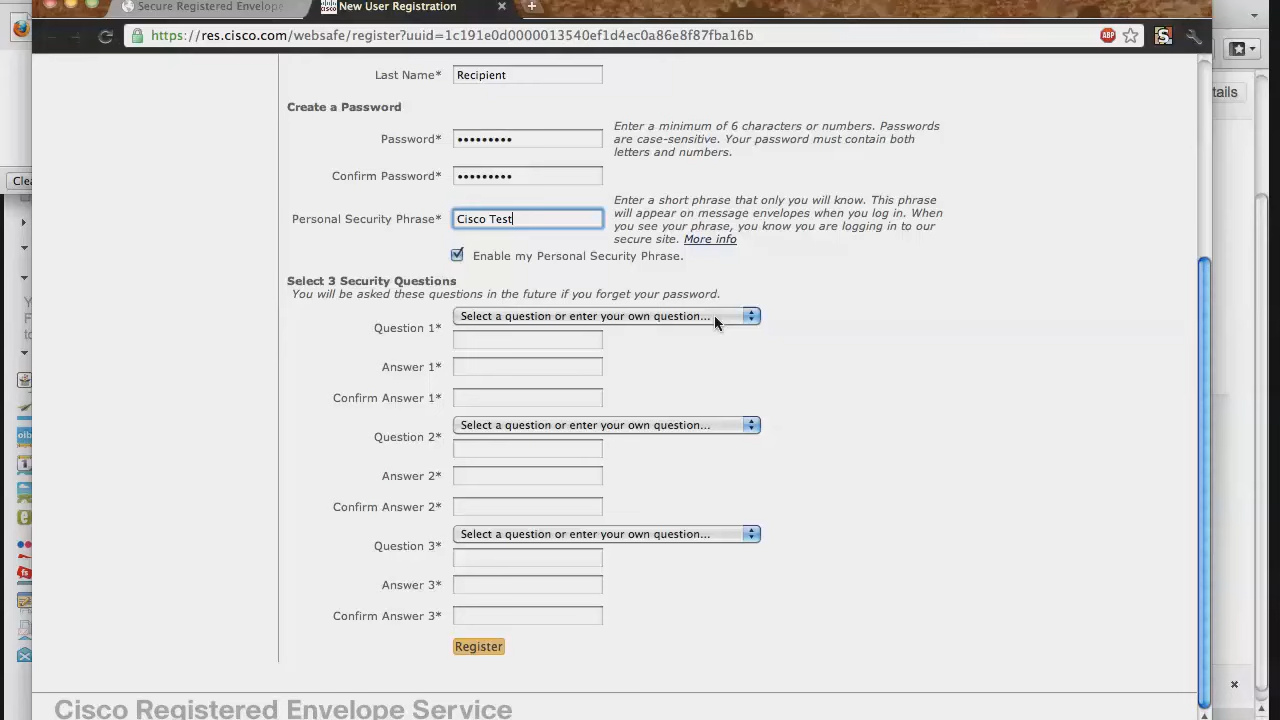 Secure Registered Envelope
New User Registration
https://res.cisco.com/websafe/register?uuid=1c191e0d0000013540ef1d4ec0a86e8f87fba16b
ABP
Last Name* Recipient
tails
Create a Password
Password* •••••••••
Enter a minimum of 6 characters or numbers. Passwords
are case-sensitive. Your password must contain both
letters and numbers.
Confirm Password* •••••••••
Clea
Personal Security Phrase* Cisco Test
Enter a short phrase that only you will know. This phrase
will appear on message envelopes when you log in. When
you see your phrase, you know you are logging in to our
secure site. More info
Enable my Personal Security Phrase.
Select 3 Security Questions
You will be asked these questions in the future if you forget your password.
Question 1* Select a question or enter your own question...
Answer 1*
Confirm Answer 1*
Question 2* Select a question or enter your own question...
Answer 2*
Confirm Answer 2*
Question 3* Select a question or enter your own question...
Answer 3*
Confirm Answer 3*
Register
Cisco Registered Envelope Service